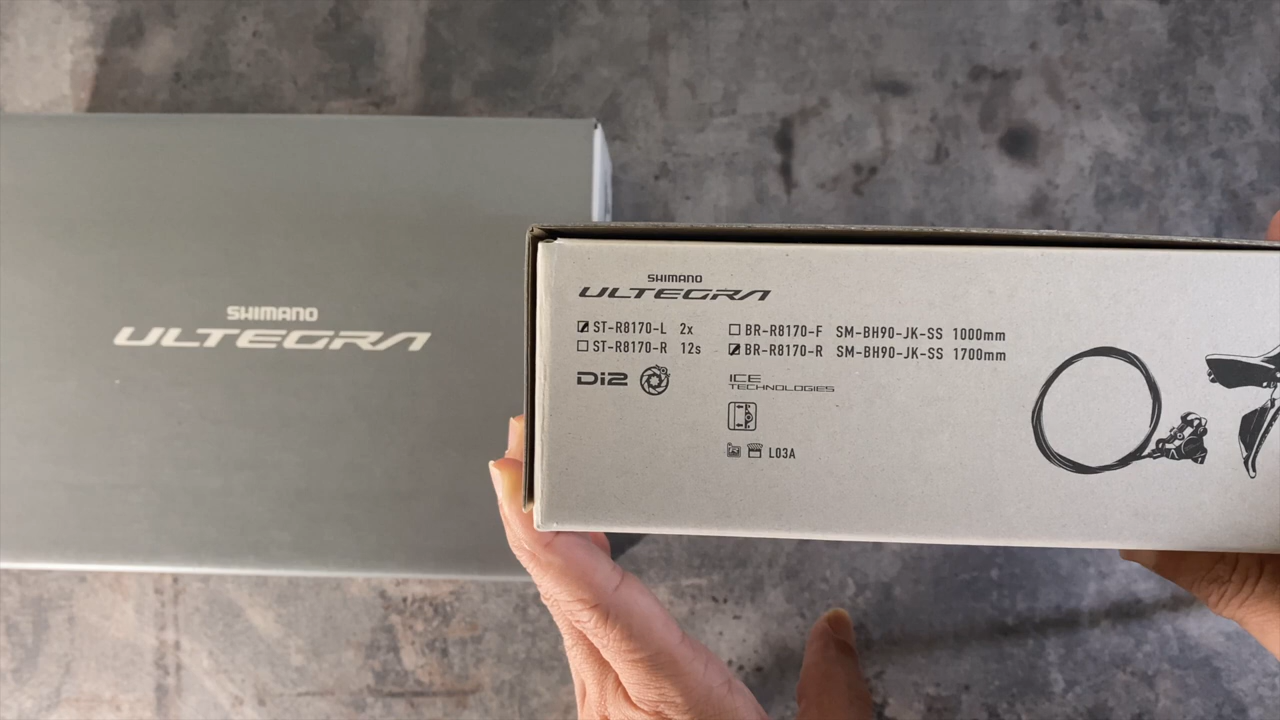 SHIMANO
ULTEGRA
SHIMANO
ULTEGRA
ST-R8170-L 2x
ST-R8170-R 12s
BR-R8170-F SM-BH90-JK-SS 1000mm
BR-R8170-R SM-BH90-JK-SS 1700mm
Di2
ICE
TECHNOLOGIES
L03A